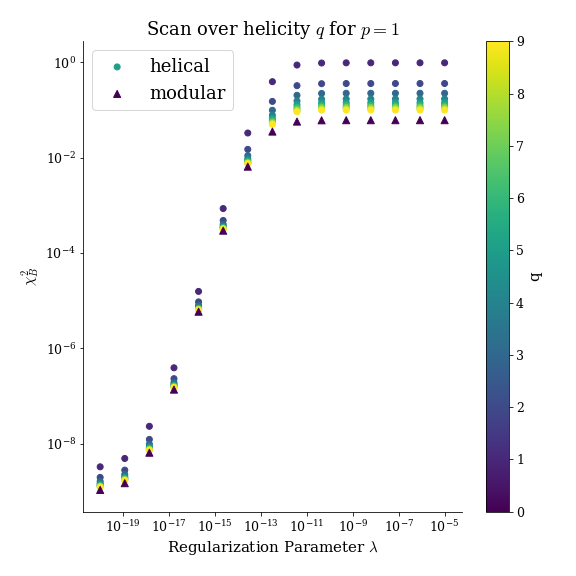 Scan over helicity q for p = 1
helical
modular
10⁰
10⁻²
10⁻⁴
10⁻⁶
10⁻⁸
χ²_B
10⁻¹⁹ 10⁻¹⁷ 10⁻¹⁵ 10⁻¹³ 10⁻¹¹ 10⁻⁹ 10⁻⁷ 10⁻⁵
Regularization Parameter λ
9
8
7
6
5
4
3
2
1
0
q